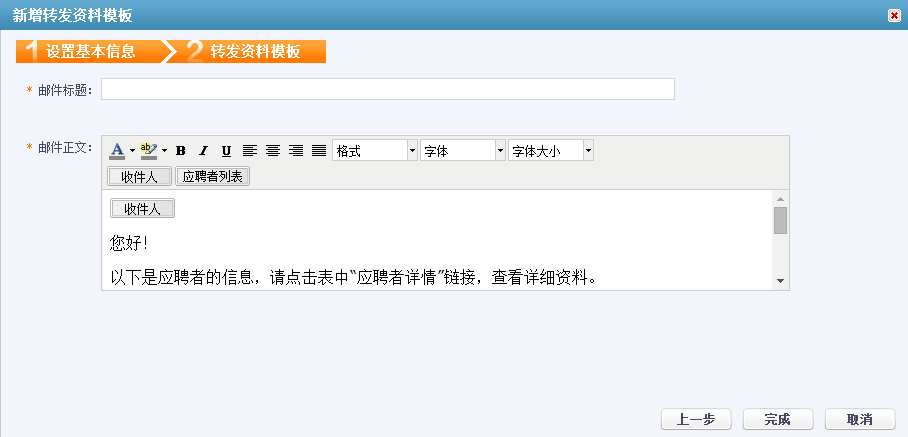 新增转发资料模板
1 设置基本信息 2 转发资料模板
* 邮件标题：
* 邮件正文：
A ab B I U 格式 字体 字体大小
收件人 应聘者列表
收件人
您好！
以下是应聘者的信息，请点击表中“应聘者详情”链接，查看详细资料。
上一步 完成 取消